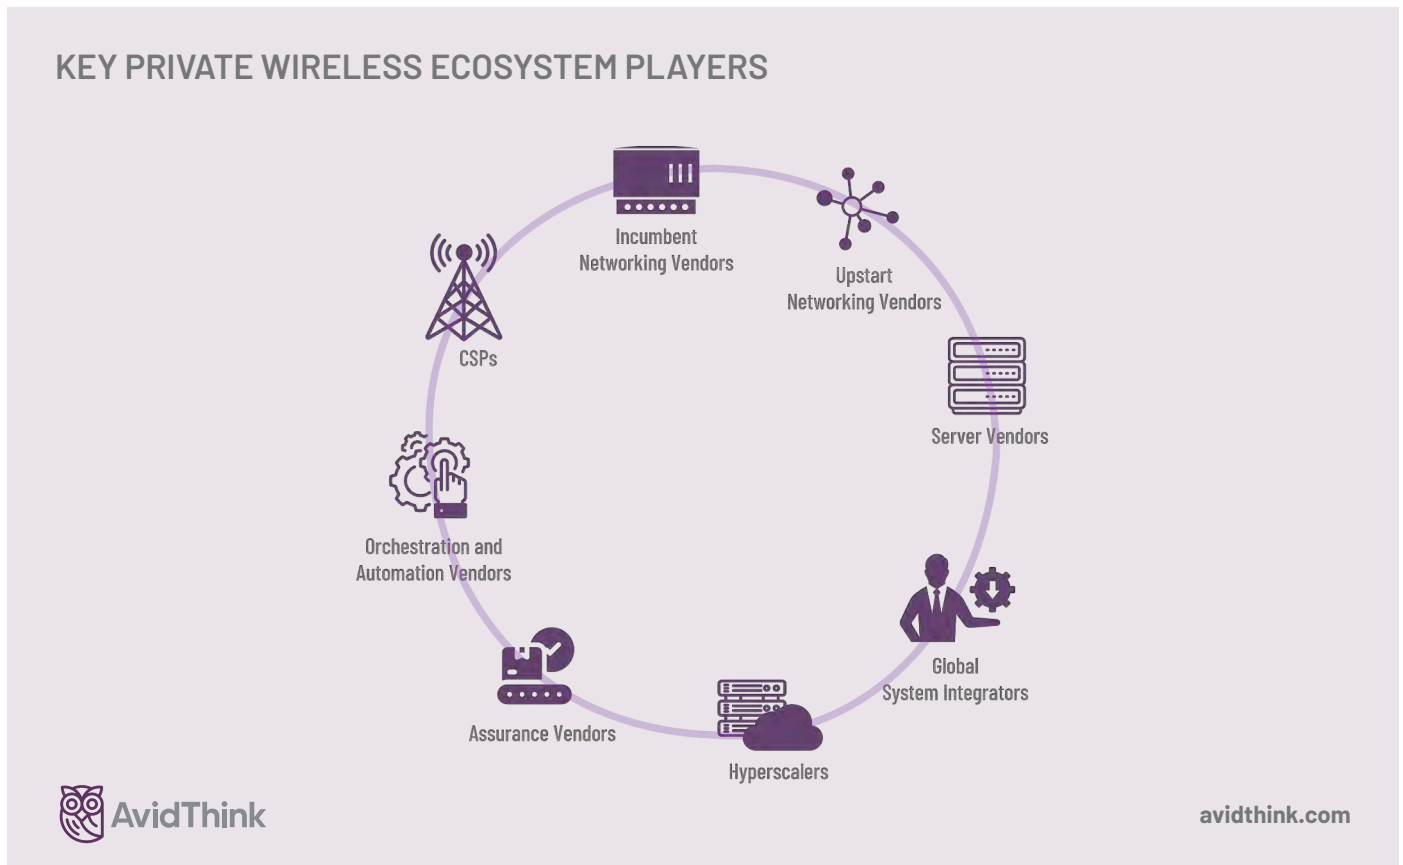 KEY PRIVATE WIRELESS ECOSYSTEM PLAYERS
Incumbent
Networking Vendors
Upstart
Networking Vendors
CSPs
Server Vendors
Orchestration and
Automation Vendors
Global
System Integrators
Assurance Vendors
Hyperscalers
AvidThink
avidthink.com